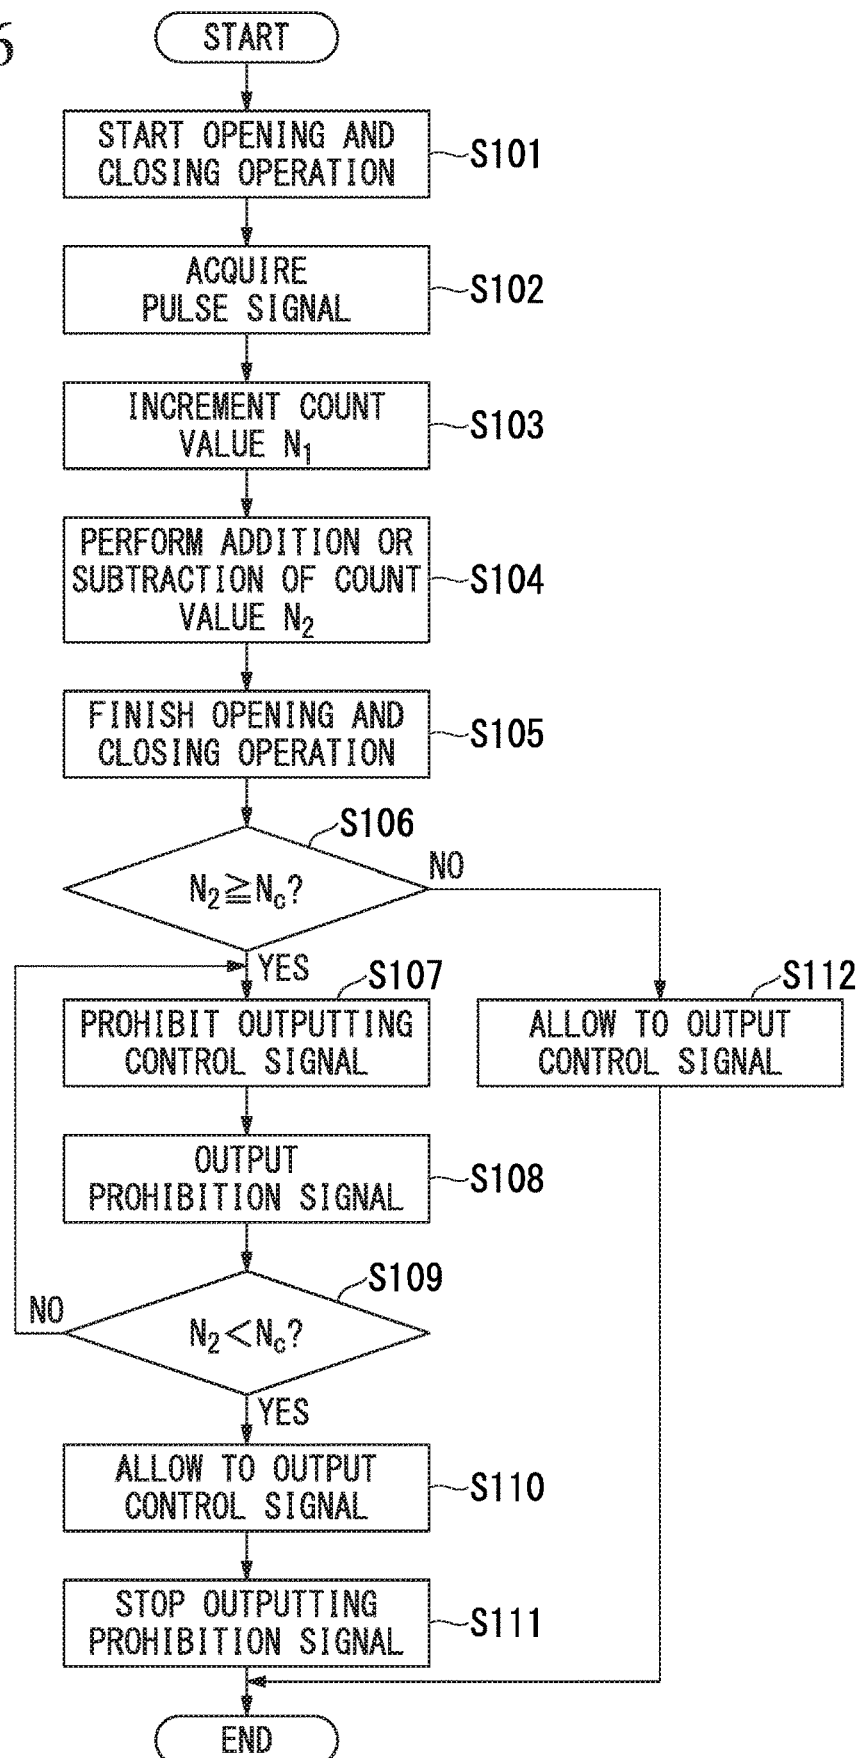 6
START
START OPENING AND
CLOSING OPERATION
S101
ACQUIRE
PULSE SIGNAL
S102
INCREMENT COUNT
VALUE N₁
S103
PERFORM ADDITION OR
SUBTRACTION OF COUNT
VALUE N₂
S104
FINISH OPENING AND
CLOSING OPERATION
S105
S106
N₂≧Nc?
NO
YES
S107
PROHIBIT OUTPUTTING
CONTROL SIGNAL
S112
ALLOW TO OUTPUT
CONTROL SIGNAL
OUTPUT
PROHIBITION SIGNAL
S108
S109
NO
N₂<Nc?
YES
ALLOW TO OUTPUT
CONTROL SIGNAL
S110
STOP OUTPUTTING
PROHIBITION SIGNAL
S111
END